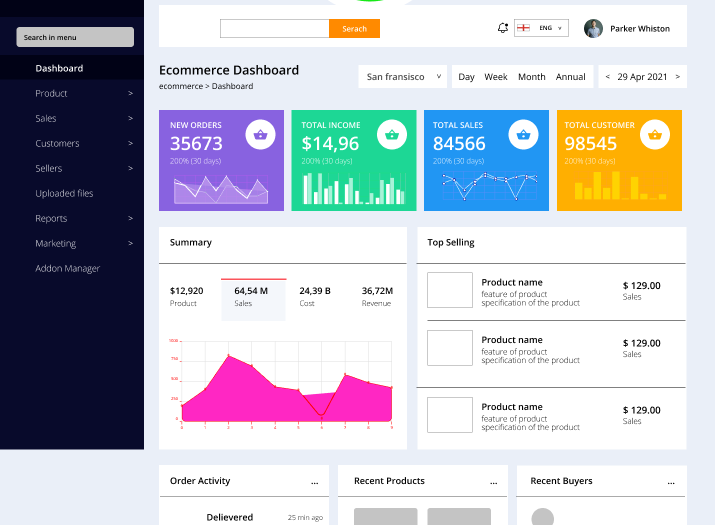 Search in menu
Dashboard
Product >
Sales >
Customers >
Sellers >
Uploaded files
Reports >
Marketing >
Addon Manager
Serach
ENG v
Parker Whiston
Ecommerce Dashboard
ecommerce > Dashboard
San fransisco v
Day Week Month Annual
< 29 Apr 2021 >
NEW ORDERS
35673
200% (30 days)
TOTAL INCOME
$14,96
200% (30 days)
TOTAL SALES
84566
200% (30 days)
TOTAL CUSTOMER
98545
200% (30 days)
Summary
$12,920
Product
64,54 M
Sales
24,39 B
Cost
36,72M
Revenue
1000
750
500
250
0
0 1 2 3 4 5 6 7 8 9
Top Selling
Product name
feature of product
specification of the product
$ 129.00
Sales
Product name
feature of product
specification of the product
$ 129.00
Sales
Product name
feature of product
specification of the product
$ 129.00
Sales
Order Activity ...
Delievered 25 min ago
Recent Products ...
Recent Buyers ...